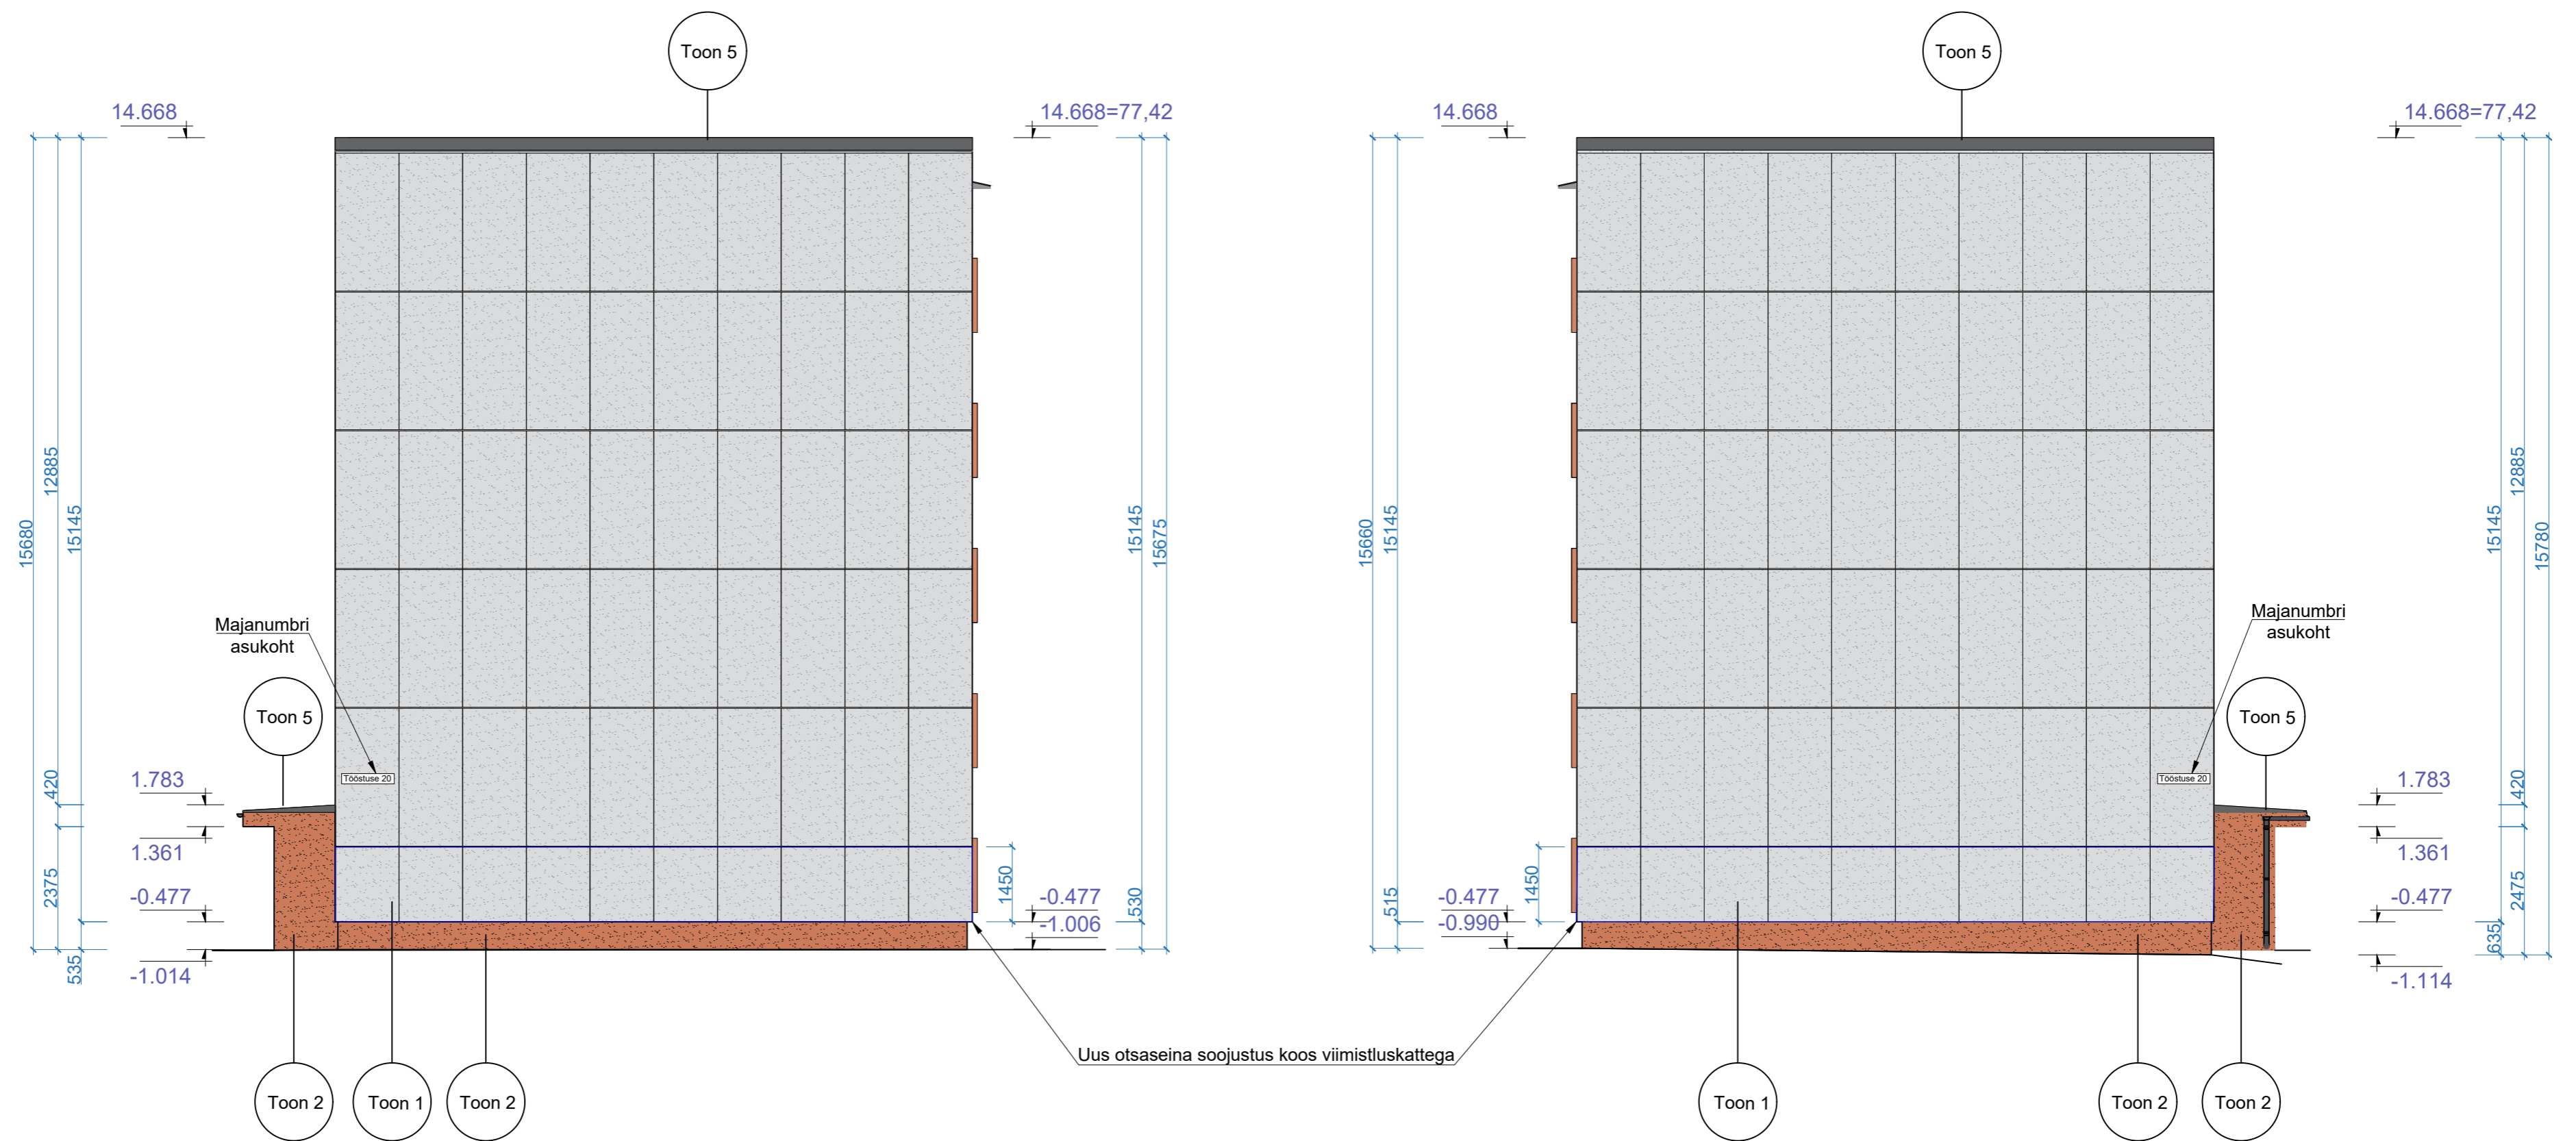 Toon 5
Toon 5
14.668
14.668=77,42
14.668
14.668=77,42
15680
12885
15145
15145
15675
15660
15145
15145
12885
15780
Majanumbri
asukoht
Majanumbri
asukoht
Toon 5
Toon 5
Tööstuse 20
Tööstuse 20
420
1.783
1.783
420
1.361
1.361
2375
-0.477
1450
-0.477
530
1450
515
-0.477
-0.477
2475
-1.006
-0.990
535
-1.014
635
-1.114
Uus otsaseina soojustus koos viimistluskattega
Toon 2
Toon 1
Toon 2
Toon 1
Toon 2
Toon 2